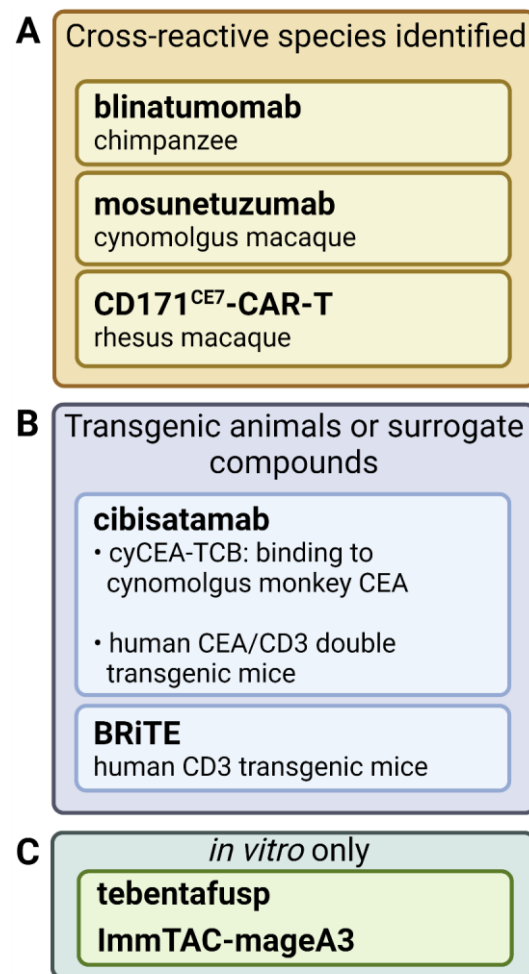 A
Cross-reactive species identified
blinatumomab
chimpanzee
mosunetuzumab
cynomolgus macaque
CD171ᶜᴱ⁷-CAR-T
rhesus macaque
B
Transgenic animals or surrogate
compounds
cibisatamab
• cyCEA-TCB: binding to
cynomolgus monkey CEA
• human CEA/CD3 double
transgenic mice
BRiTE
human CD3 transgenic mice
C
in vitro only
tebentafusp
ImmTAC-mageA3